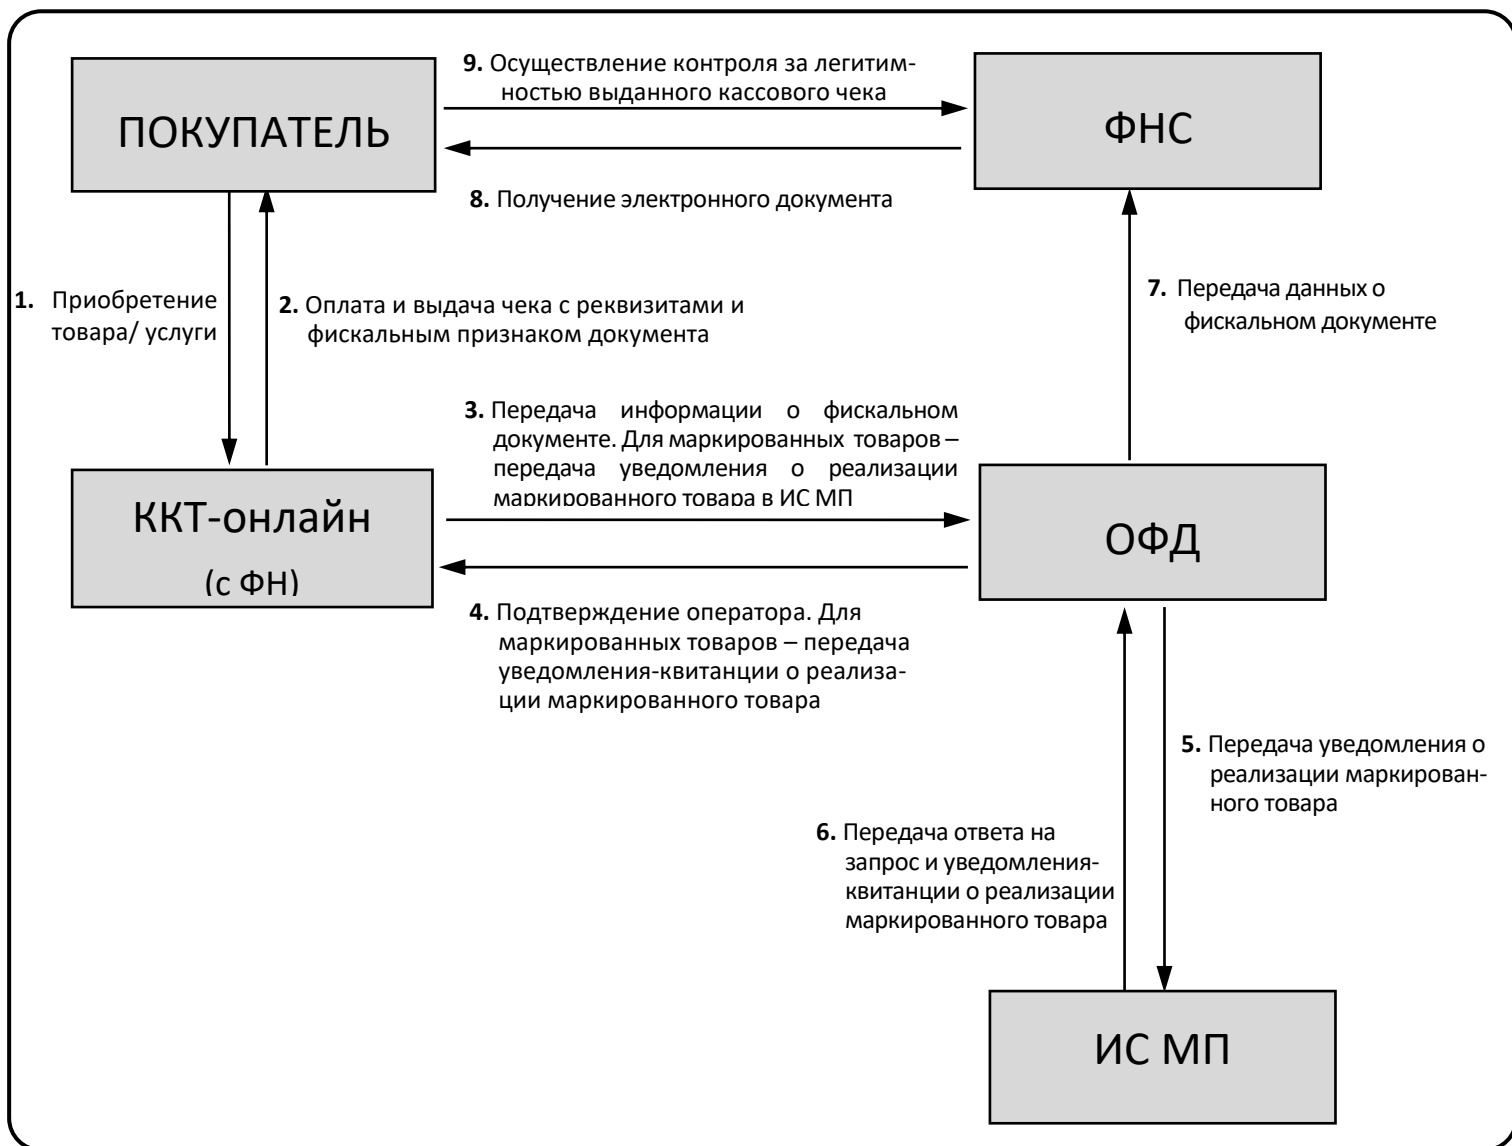 ПОКУПАТЕЛЬ
9. Осуществление контроля за легитим-
ностью выданного кассового чека
8. Получение электронного документа
ФНС
1. Приобретение
товара/ услуги
2. Оплата и выдача чека с реквизитами и
фискальным признаком документа
7. Передача данных о
фискальном документе
3. Передача информации о фискальном
документе. Для маркированных товаров –
передача уведомления о реализации
маркированного товара в ИС МП
ККТ-онлайн
(с ФН)
ОФД
4. Подтверждение оператора. Для
маркированных товаров – передача
уведомления-квитанции о реализа-
ции маркированного товара
5. Передача уведомления о
реализации маркирован-
ного товара
6. Передача ответа на
запрос и уведомления-
квитанции о реализации
маркированного товара
ИС МП